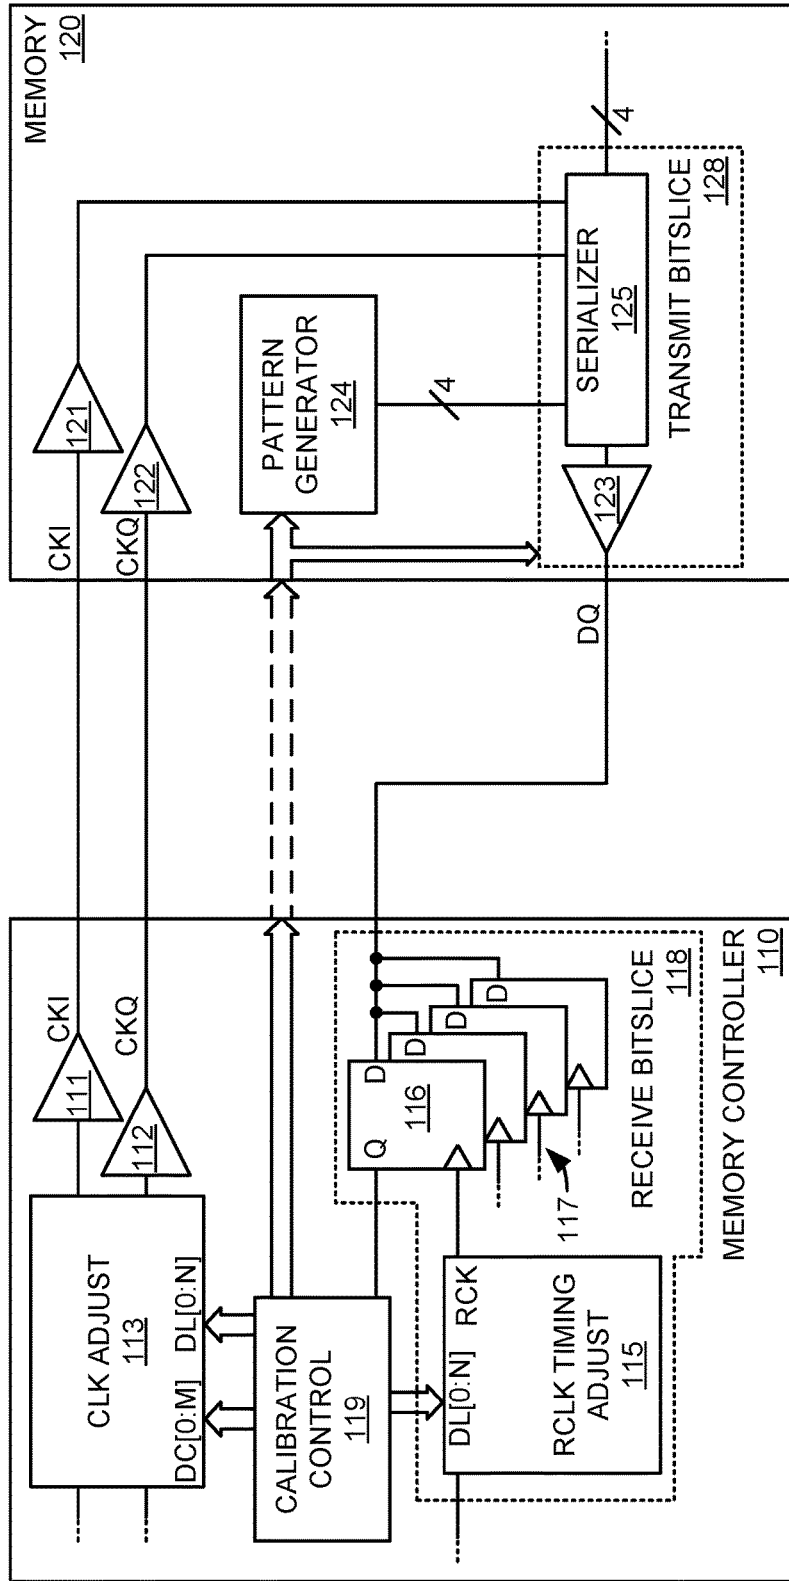 MEMORY
120
CKI
121
CKQ
122
PATTERN
GENERATOR
124
4
4
SERIALIZER
125
TRANSMIT BITSLICE
128
123
DQ
CKI
111
CKQ
112
CLK ADJUST
113
DC[0:M]
DL[0:N]
CALIBRATION
CONTROL
119
Q
D
116
D
D
D
117
RECEIVE BITSLICE
118
DL[0:N]
RCK
RCLK TIMING
ADJUST
115
MEMORY CONTROLLER
110